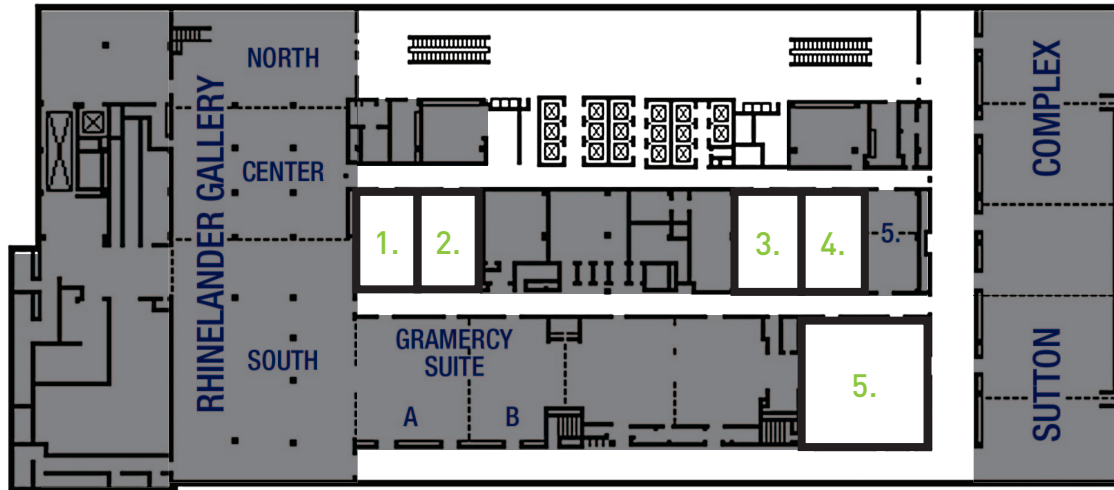 NORTH
RHINELANDER GALLERY
CENTER
SOUTH
1.
2.
3.
4.
5.
GRAMERCY
SUITE
A
B
5.
COMPLEX
SUTTON